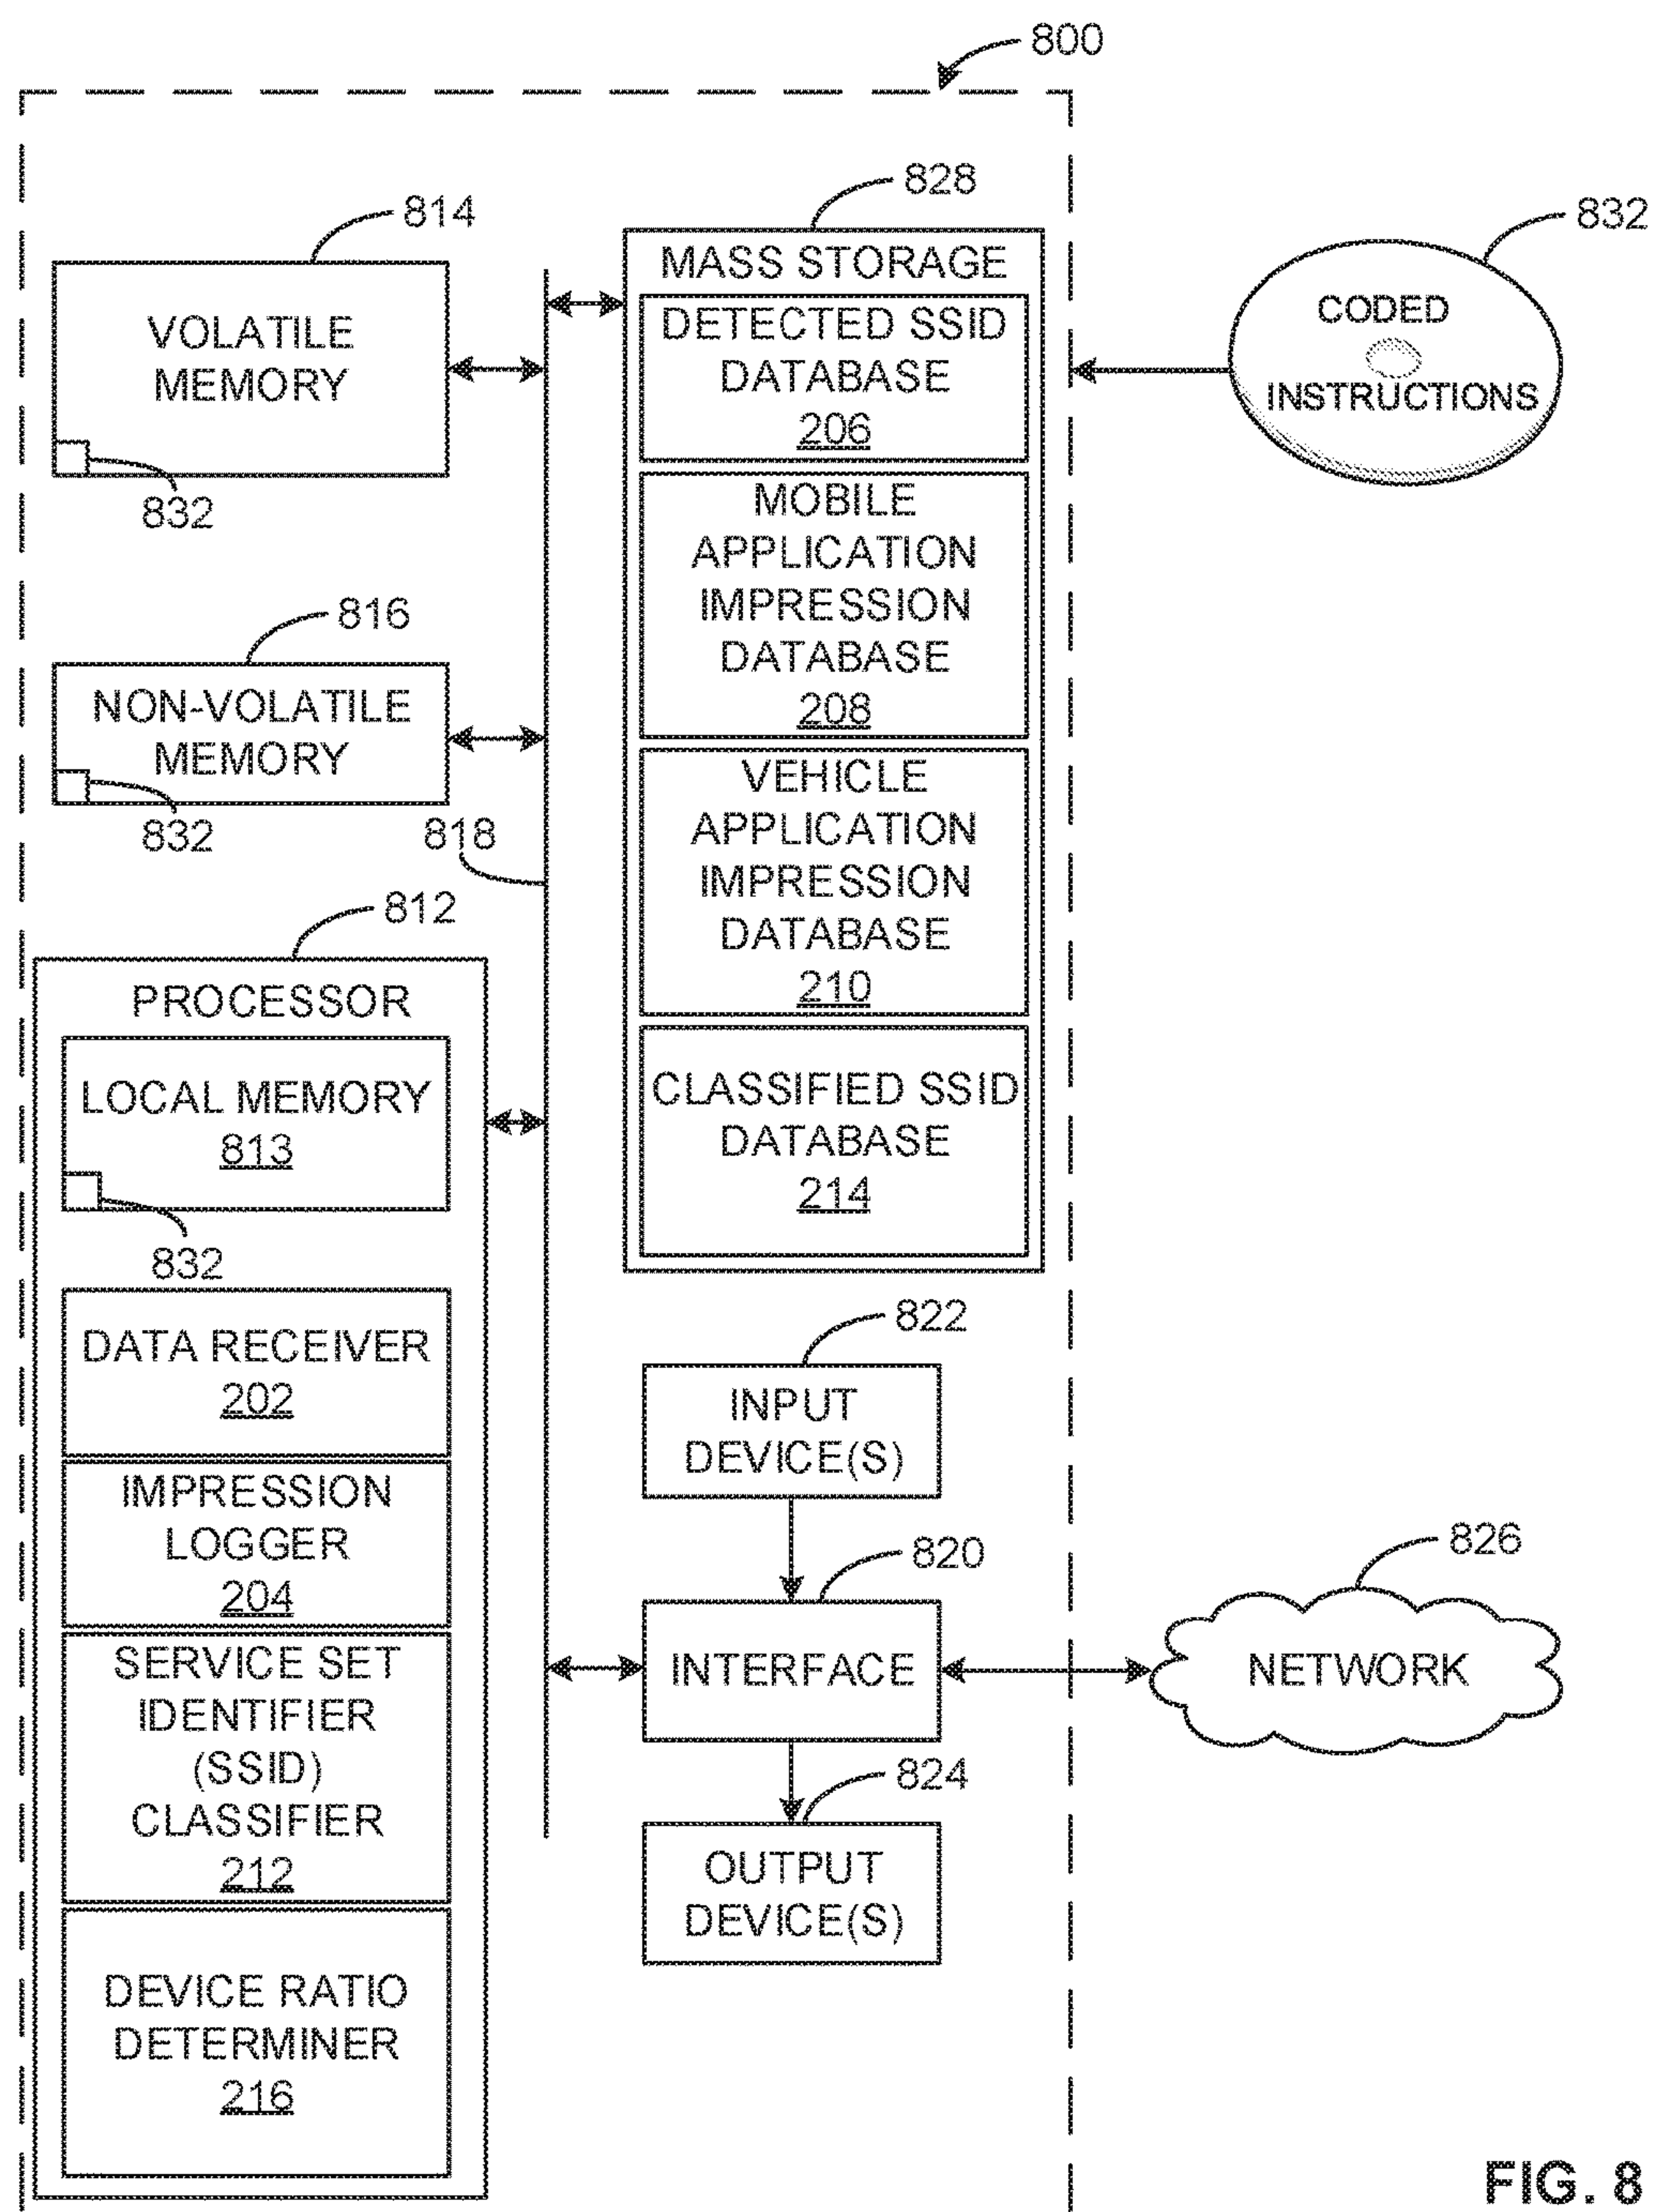 800
814
VOLATILE
MEMORY
832
816
NON-VOLATILE
MEMORY
832
818
812
PROCESSOR
LOCAL MEMORY
813
832
DATA RECEIVER
202
IMPRESSION
LOGGER
204
SERVICE SET
IDENTIFIER
(SSID)
CLASSIFIER
212
DEVICE RATIO
DETERMINER
216
828
MASS STORAGE
DETECTED SSID
DATABASE
206
MOBILE
APPLICATION
IMPRESSION
DATABASE
208
VEHICLE
APPLICATION
IMPRESSION
DATABASE
210
CLASSIFIED SSID
DATABASE
214
822
INPUT
DEVICE(S)
820
INTERFACE
824
OUTPUT
DEVICE(S)
832
CODED
INSTRUCTIONS
826
NETWORK
FIG. 8